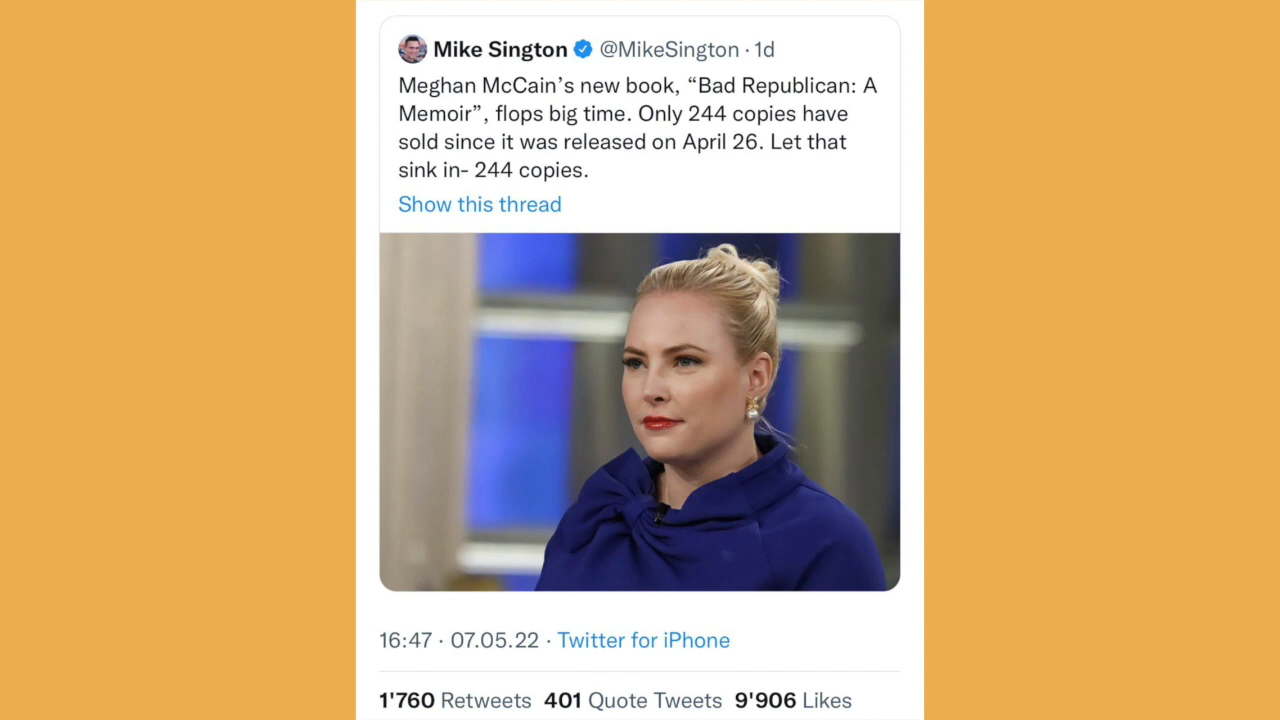 Mike Sington @MikeSington · 1d
Meghan McCain’s new book, “Bad Republican: A
Memoir”, flops big time. Only 244 copies have
sold since it was released on April 26. Let that
sink in- 244 copies.
Show this thread
16:47 · 07.05.22 · Twitter for iPhone
1'760 Retweets 401 Quote Tweets 9'906 Likes